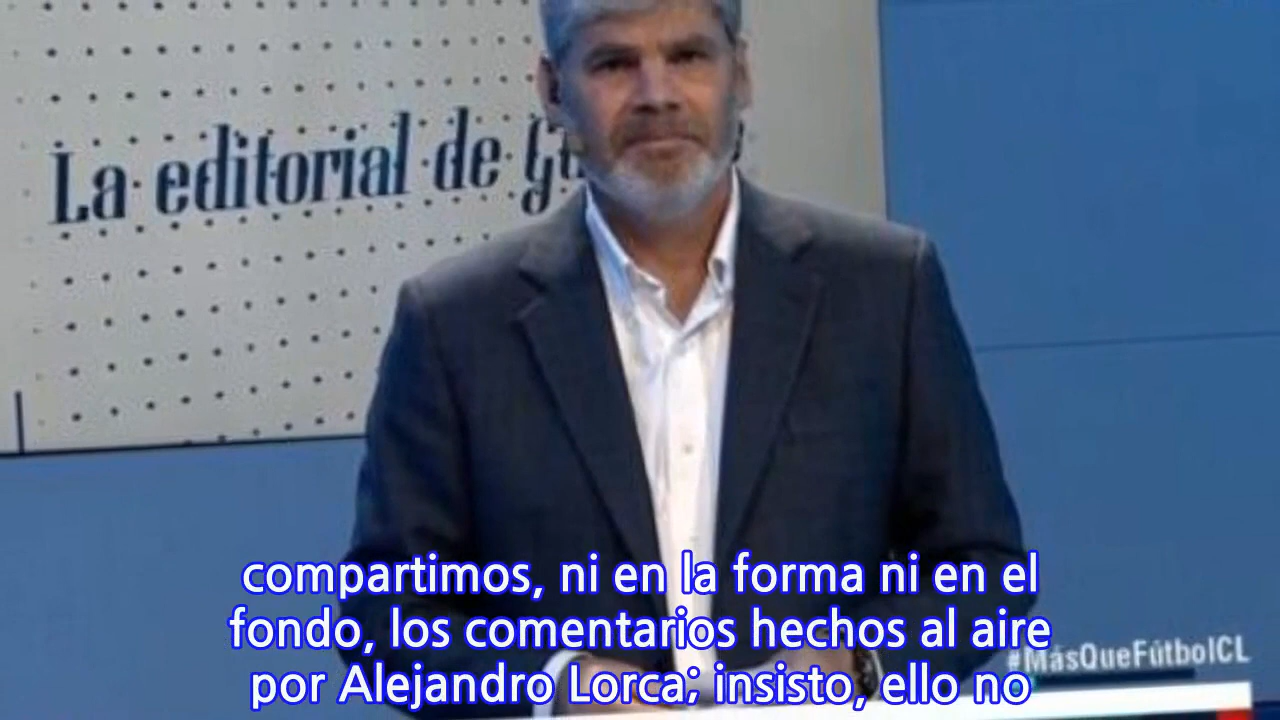 La editorial de
compartimos, ni en la forma ni en el
fondo, los comentarios hechos al aire
por Alejandro Lorca; insisto, ello no
#MásQueFútbolCL